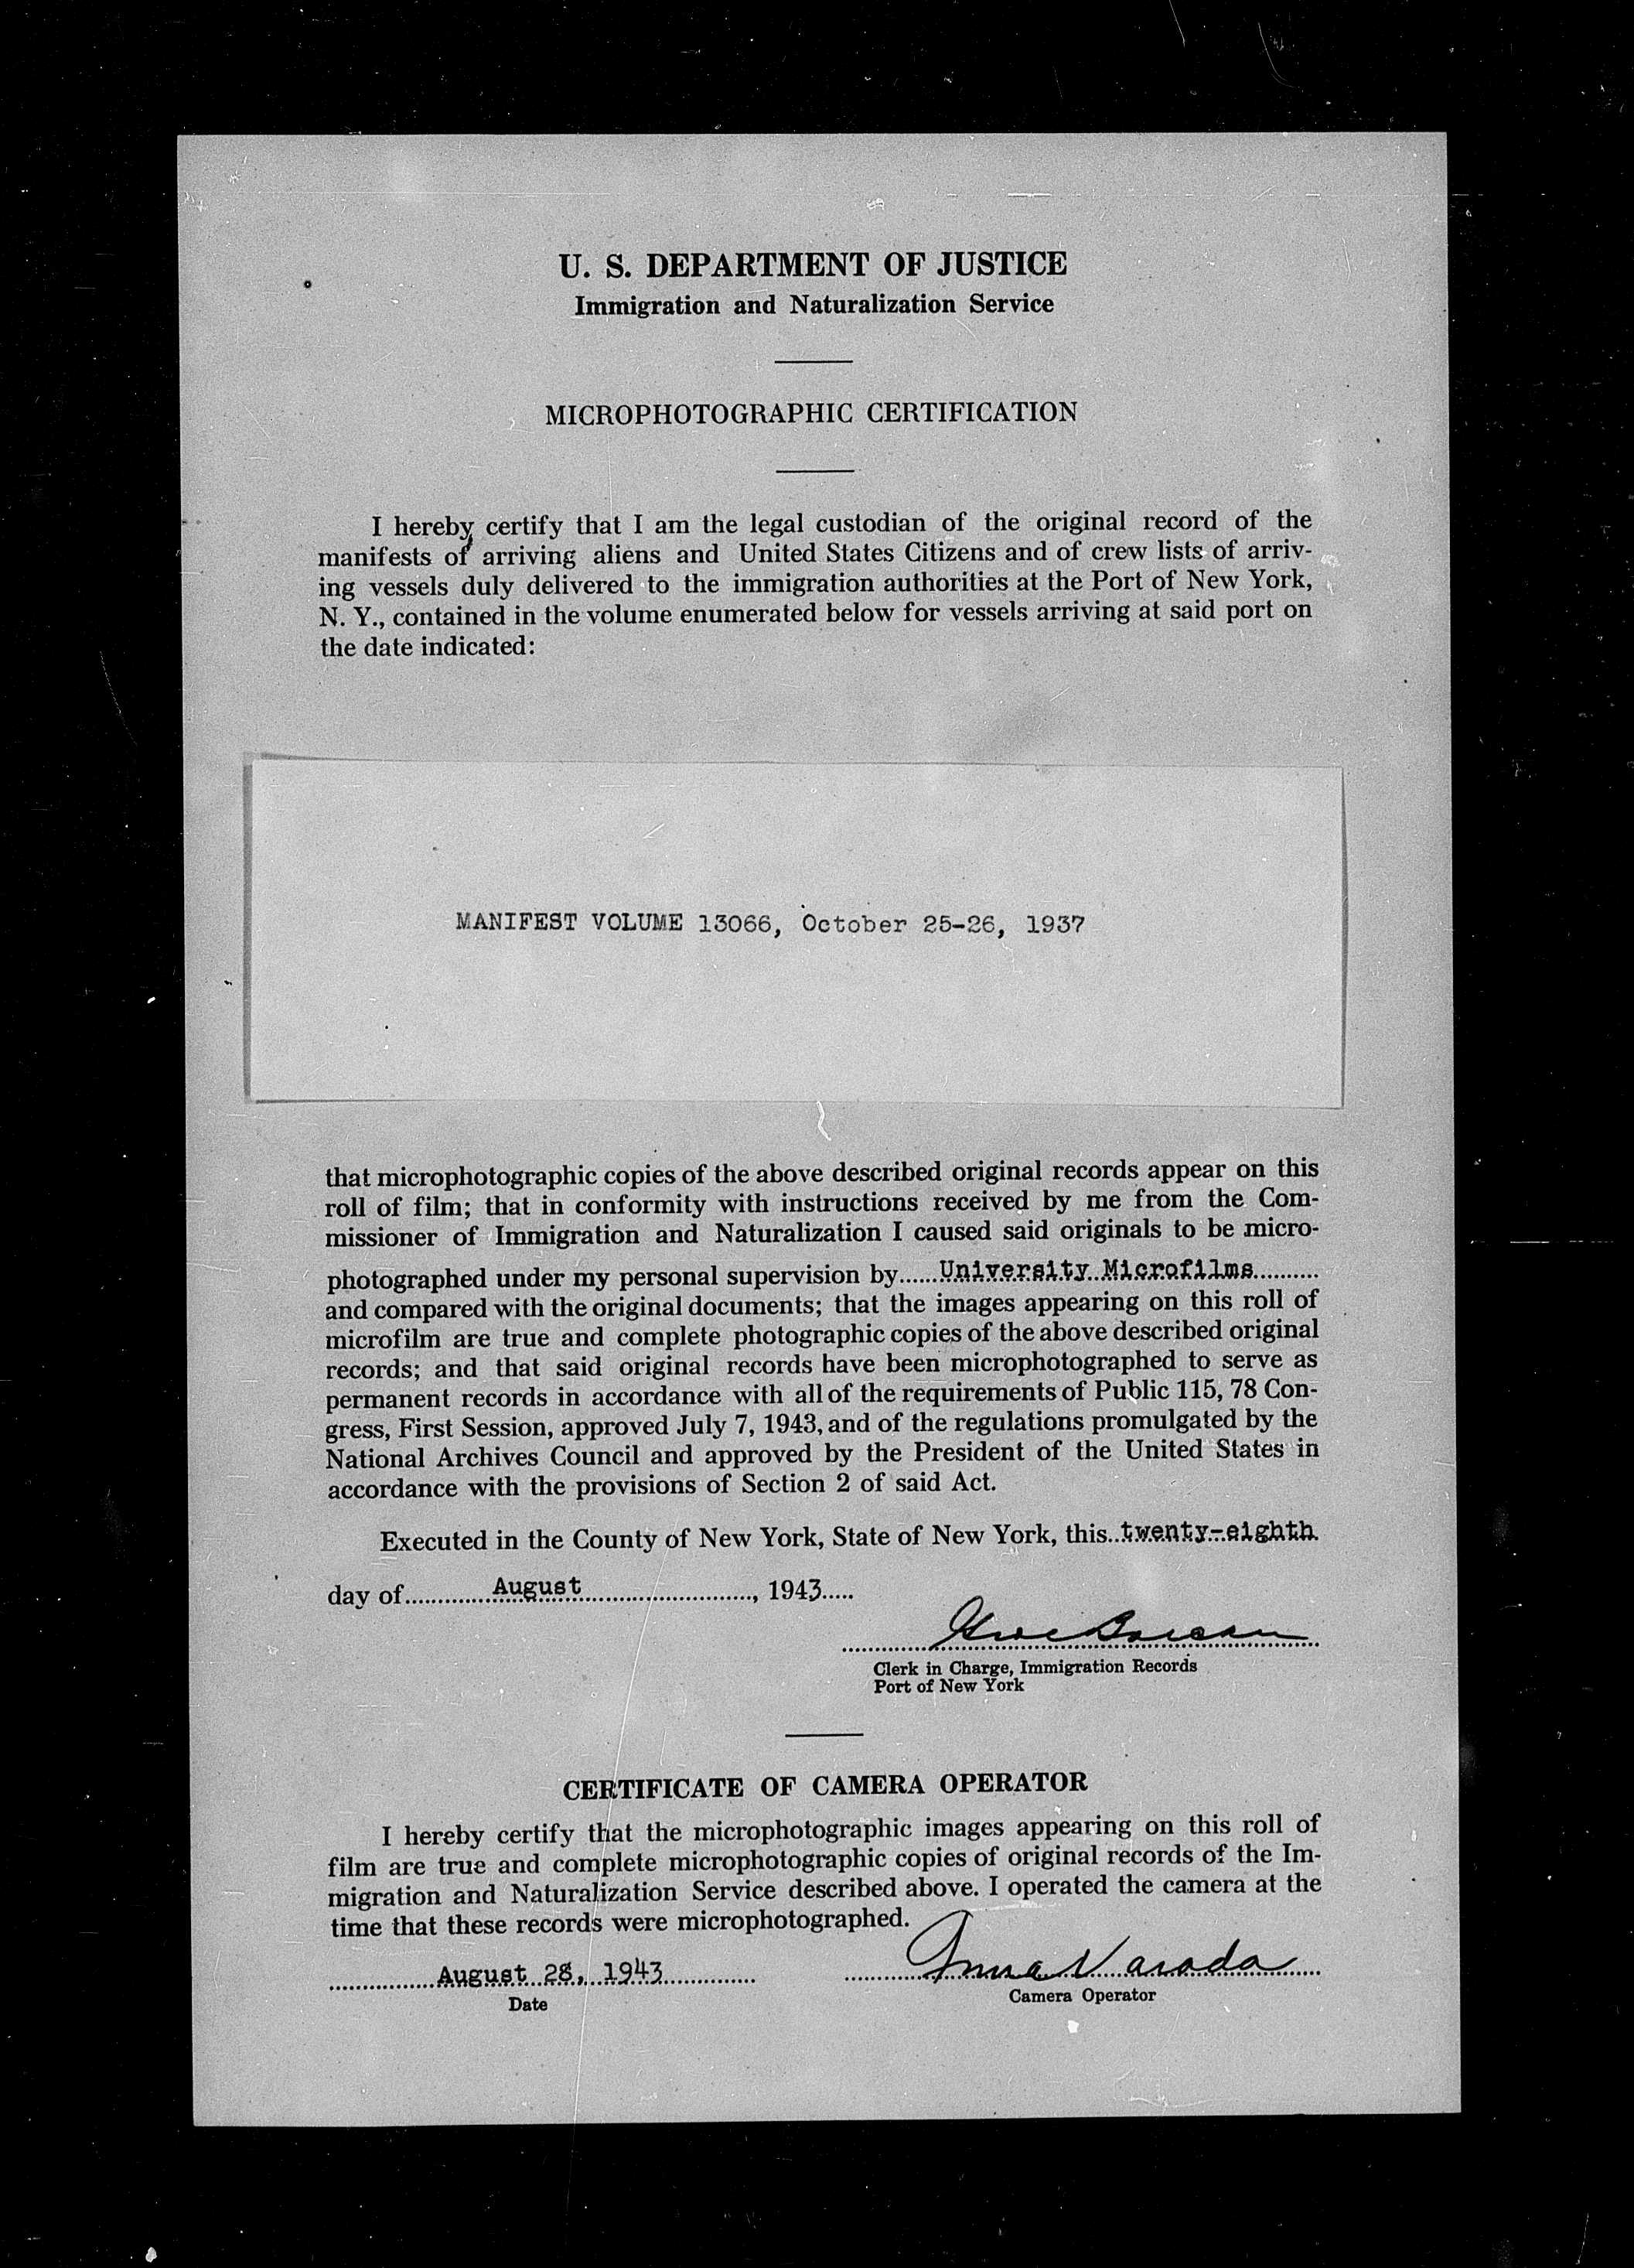 U. S. DEPARTMENT OF JUSTICE
Immigration and Naturalization Service
MICROPHOTOGRAPHIC CERTIFICATION
I hereby certify that I am the legal custodian of the original record of the
manifests of arriving aliens and United States Citizens and of crew lists of arriv-
ing vessels duly delivered to the immigration authorities at the Port of New York,
N. Y., contained in the volume enumerated below for vessels arriving at said port on
the date indicated:
MANIFEST VOLUME 13066, October 25-26, 1937
that microphotographic copies of the above described original records appear on this
roll of film; that in conformity with instructions received by me from the Com-
missioner of Immigration and Naturalization I caused said originals to be micro-
photographed under my personal supervision by......University Microfilms..........
and compared with the original documents; that the images appearing on this roll of
microfilm are true and complete photographic copies of the above described original
records; and that said original records have been microphotographed to serve as
permanent records in accordance with all of the requirements of Public 115, 78 Con-
gress, First Session, approved July 7, 1943, and of the regulations promulgated by the
National Archives Council and approved by the President of the United States in
accordance with the provisions of Section 2 of said Act.
Executed in the County of New York, State of New York, this..twenty-eighth
day of.............August..........................., 1943.....
Clerk in Charge, Immigration Records
Port of New York
CERTIFICATE OF CAMERA OPERATOR
I hereby certify that the microphotographic images appearing on this roll of
film are true and complete microphotographic copies of original records of the Im-
migration and Naturalization Service described above. I operated the camera at the
time that these records were microphotographed.
August 28, 1943
Anna Varada
Date
Camera Operator